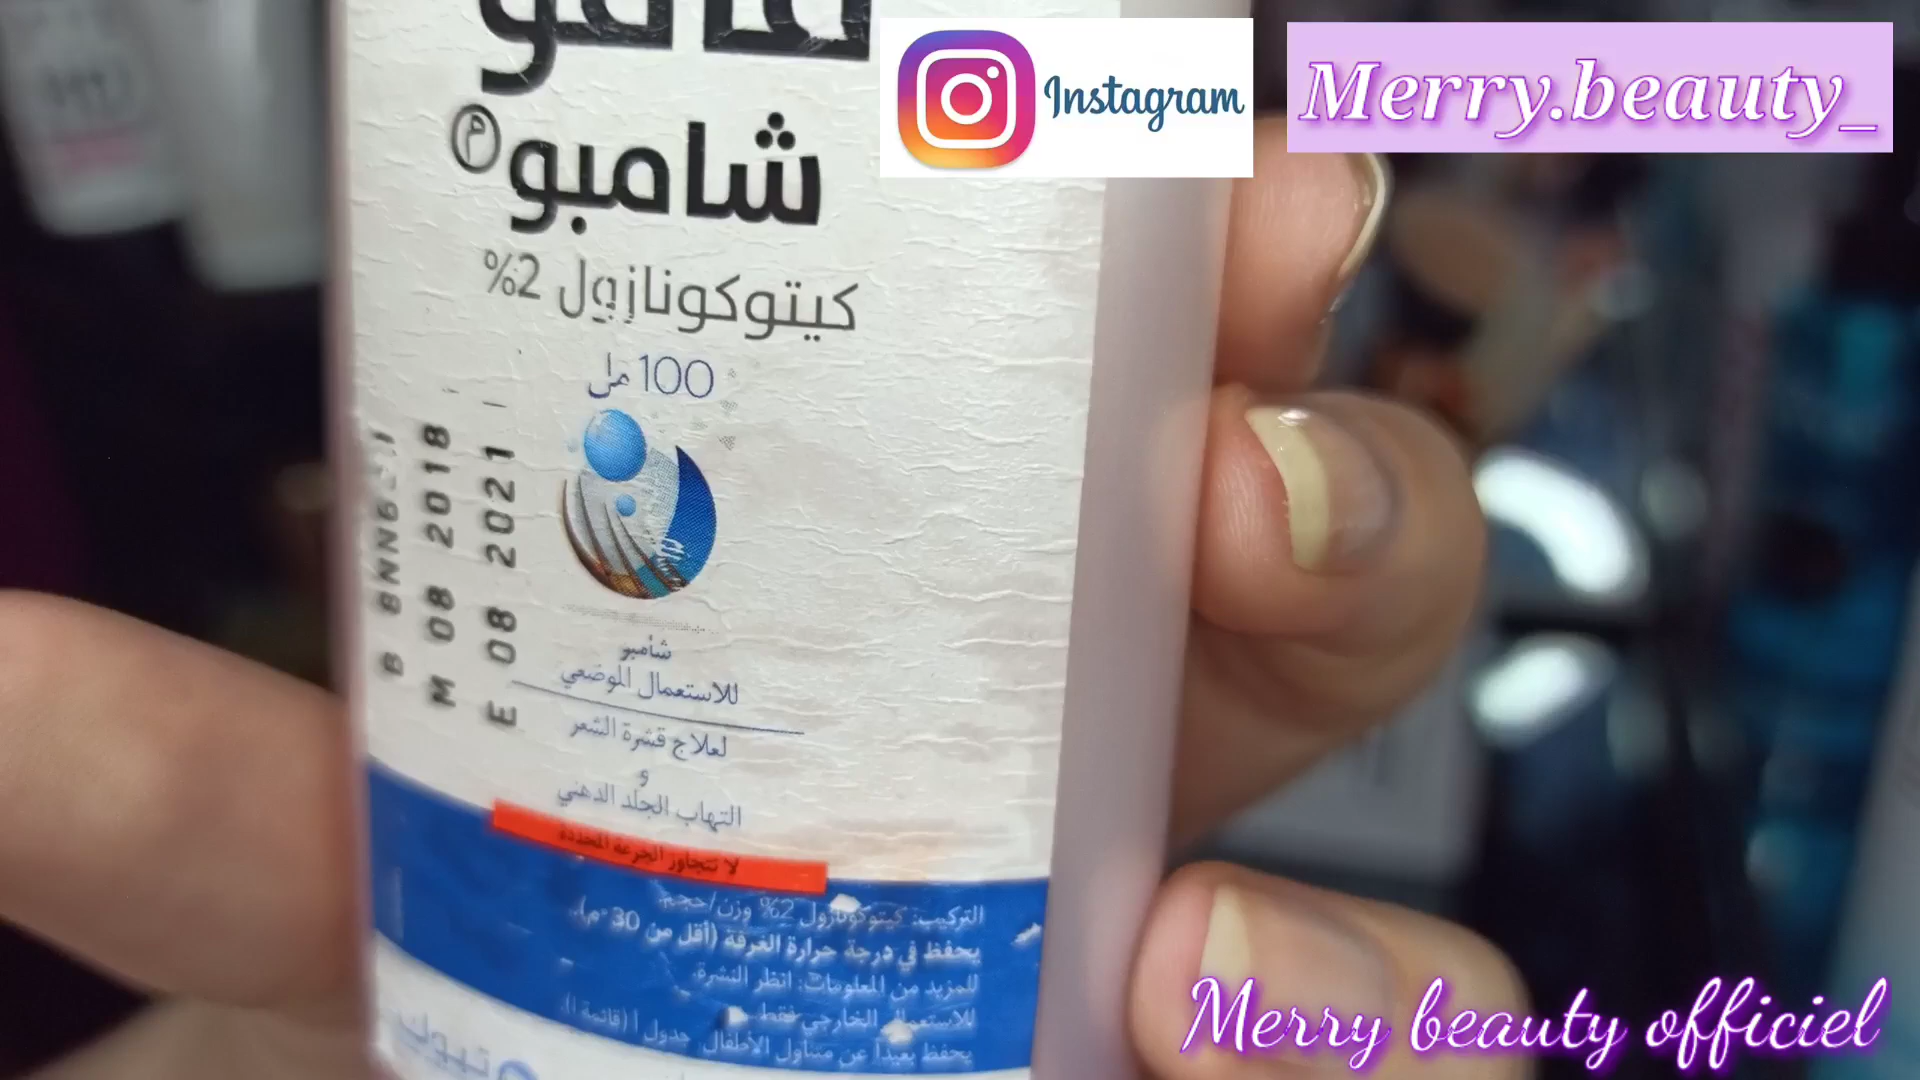 Instagram
Merry.beauty_
شامبو
كيتوكونازول 2%
100 مل
M 08 2018
E 08 2021
شامبو
للاستعمال الموضعي
لعلاج قشرة الشعر
و
التهاب الجلد الدهني
لا تتجاوز الجرعة المحددة
التركيب: كيتوكونازول 2% وزن/حجم
يحفظ في درجة حرارة الغرفة (أقل من 30 °م).
للمزيد من المعلومات: انظر النشرة.
للاستعمال الخارجي فقط
يحفظ بعيدا عن متناول الأطفال جدول ا (قائمة ا).
Merry beauty officiel